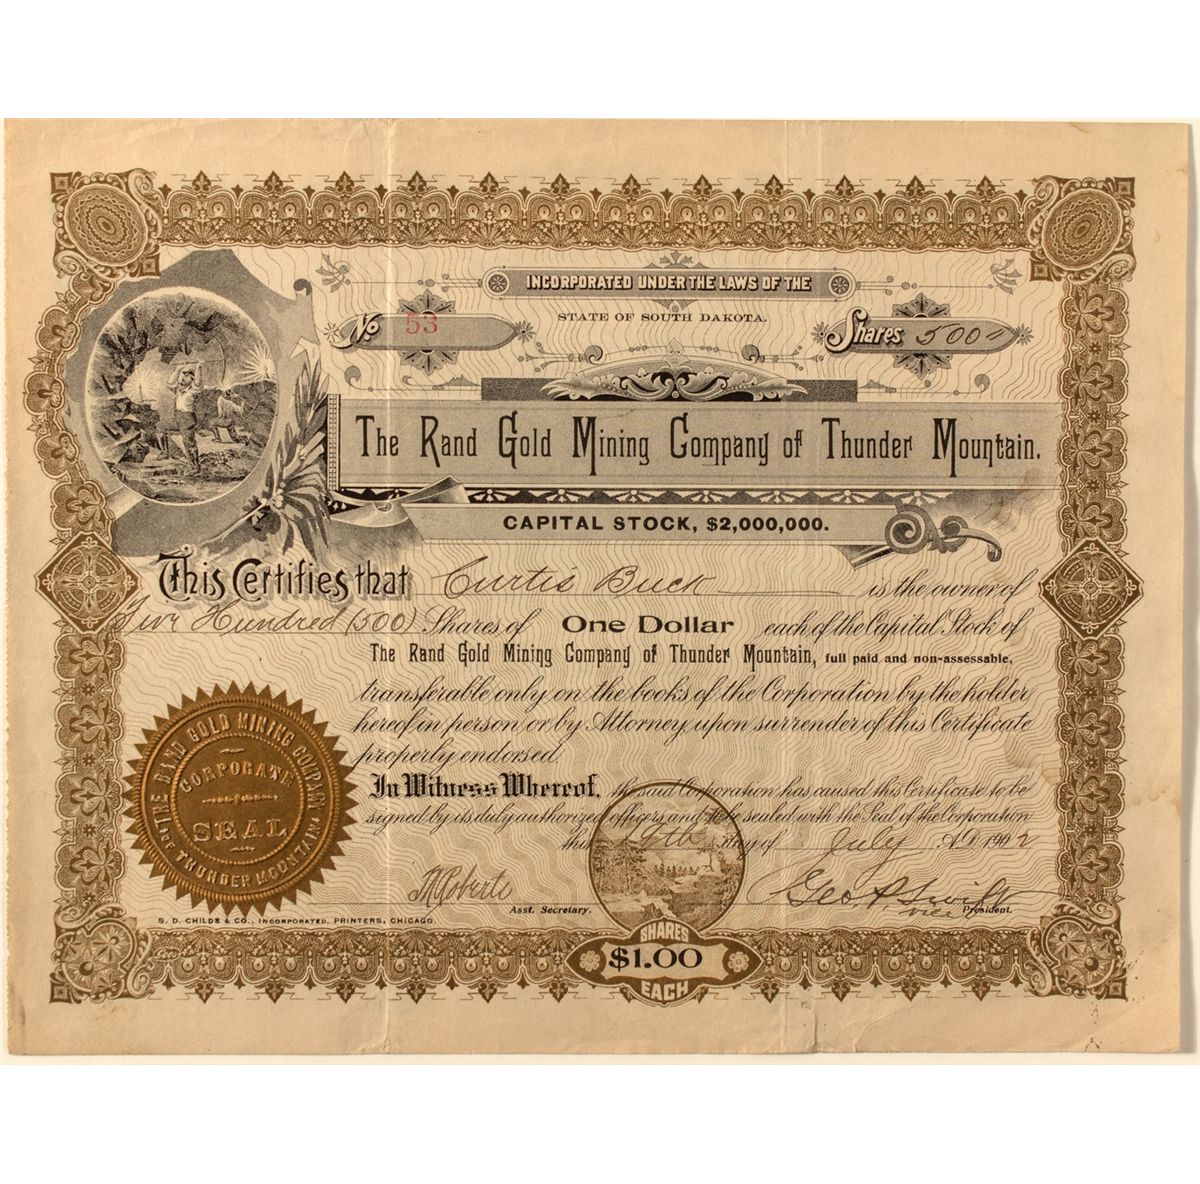 INCORPORATED UNDER THE LAWS OF THE
STATE OF SOUTH DAKOTA.
No 53
Shares 500
The Rand Gold Mining Company of Thunder Mountain.
CAPITAL STOCK, $2,000,000.
This Certifies that Curtis Buck is the owner of
Five Hundred (500) Shares of One Dollar each of the Capital Stock of
The Rand Gold Mining Company of Thunder Mountain, full paid and non-assessable,
transferable only on the books of the Corporation by the holder
hereof in person or by Attorney upon surrender of this Certificate
properly endorsed.
In Witness Whereof, the said Corporation has caused this Certificate to be
signed by its duly authorized officers and to be sealed with the Seal of the Corporation
this day of July A.D. 1902
THE RAND GOLD MINING COMPANY
OF THUNDER MOUNTAIN
CORPORATE
SEAL
Roberts
Asst. Secretary.
Geo. P. Swift
Vice President.
S. D. CHILDS & CO., INCORPORATED, PRINTERS, CHICAGO.
SHARES
$1.00
EACH